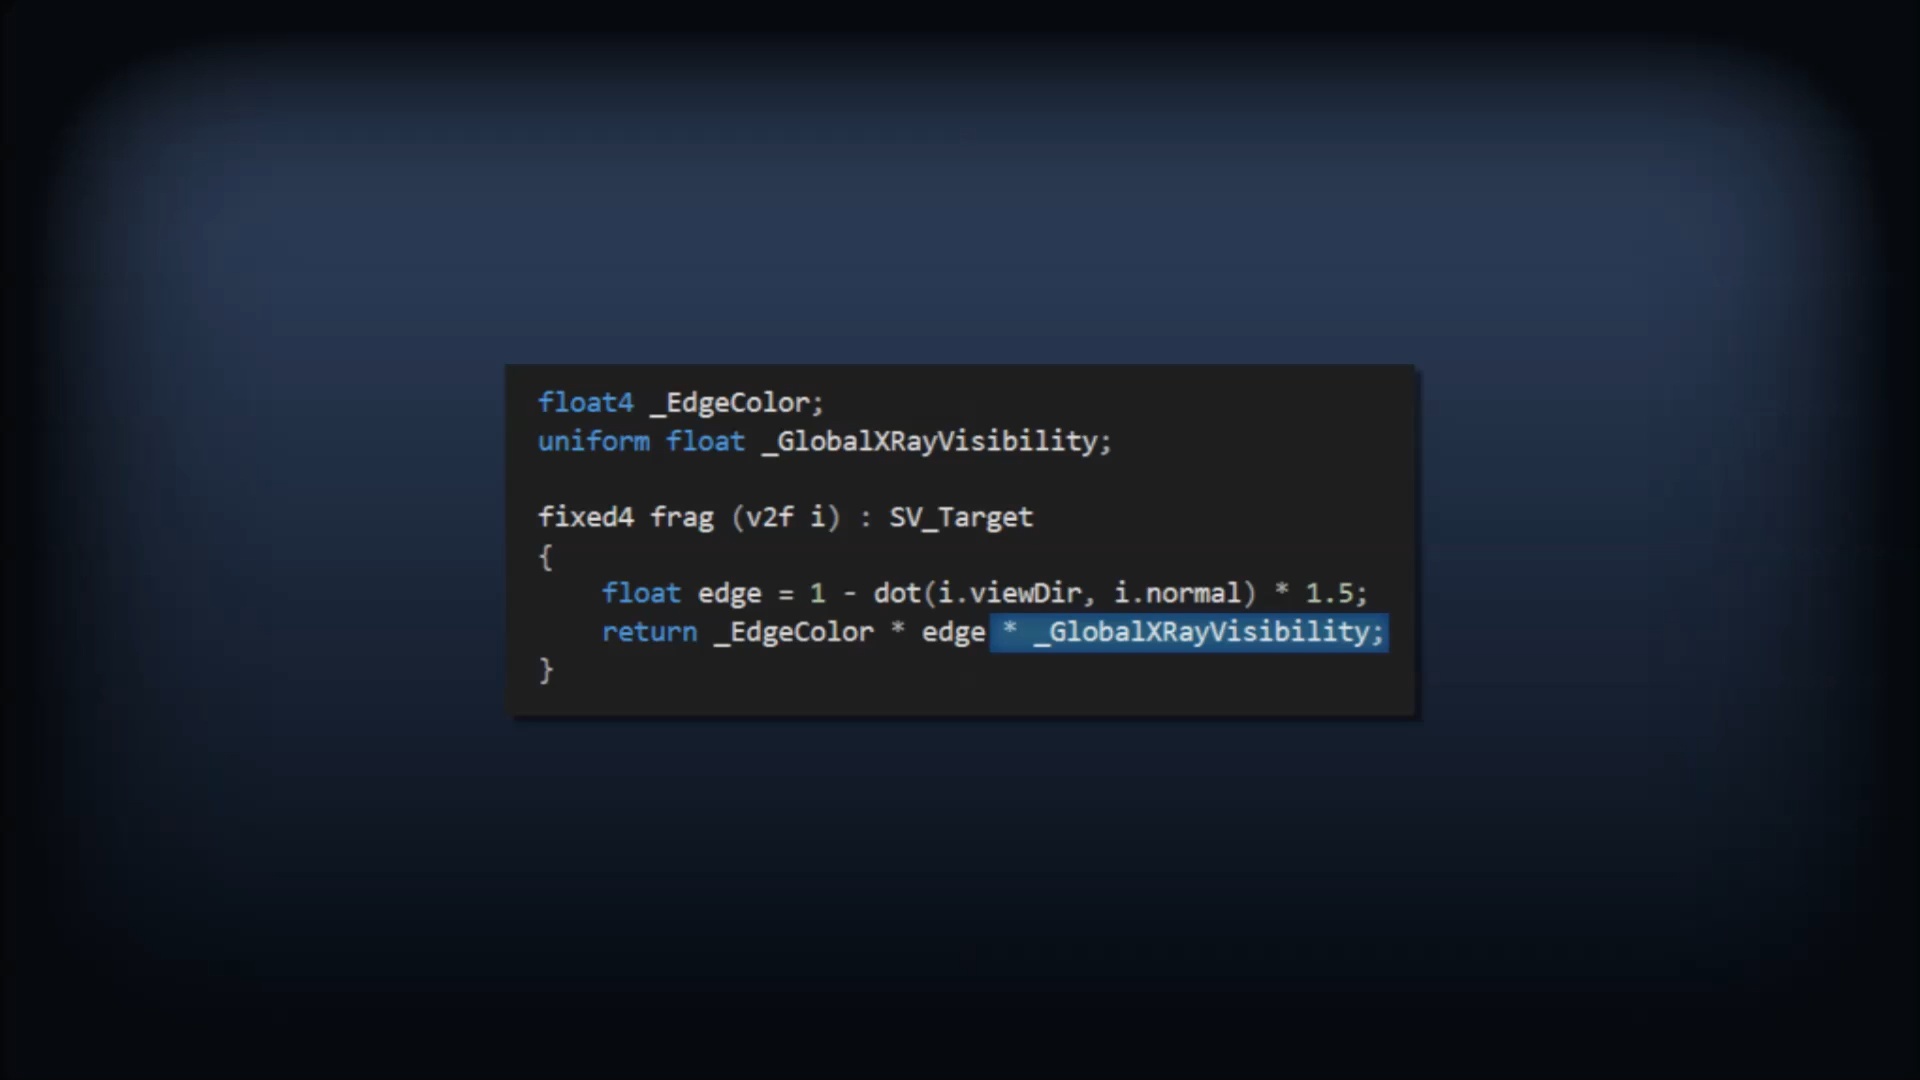 float4 _EdgeColor;
uniform float _GlobalXRayVisibility;
fixed4 frag (v2f i) : SV_Target
{
float edge = 1 - dot(i.viewDir, i.normal) * 1.5;
return _EdgeColor * edge * _GlobalXRayVisibility;
}